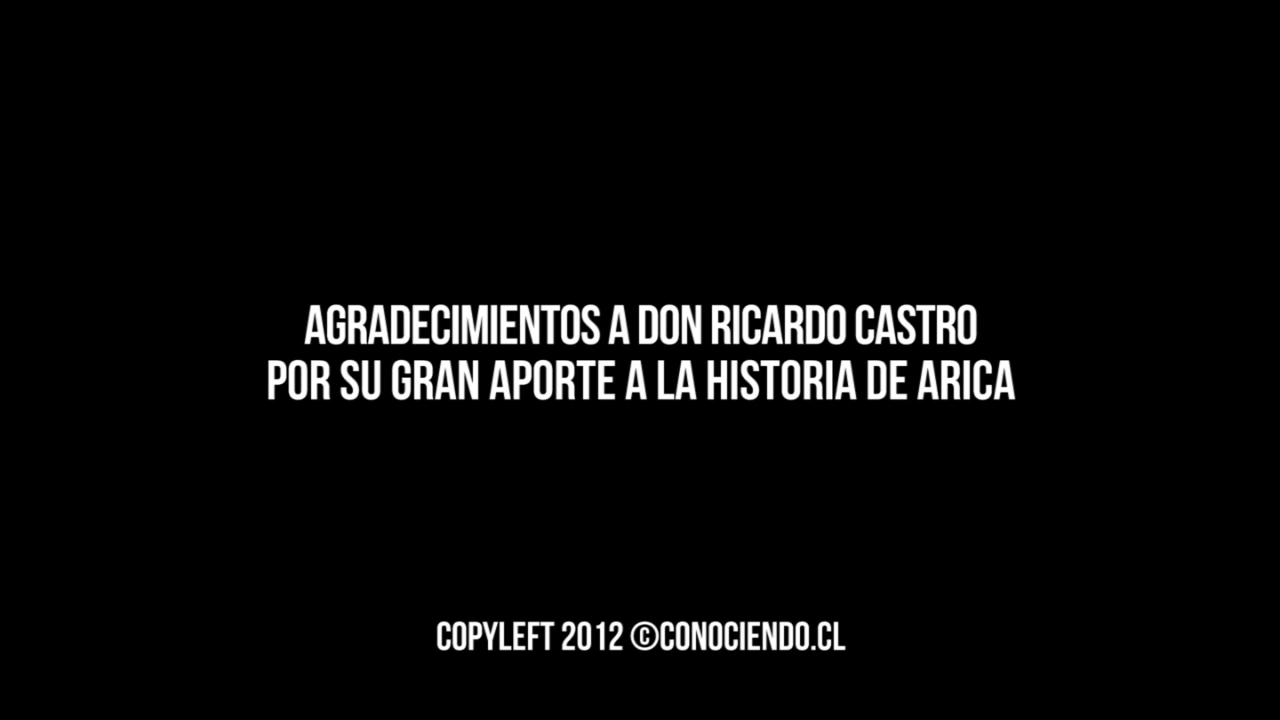 AGRADECIMIENTOS A DON RICARDO CASTRO
POR SU GRAN APORTE A LA HISTORIA DE ARICA
COPYLEFT 2012 ©CONOCIENDO.CL